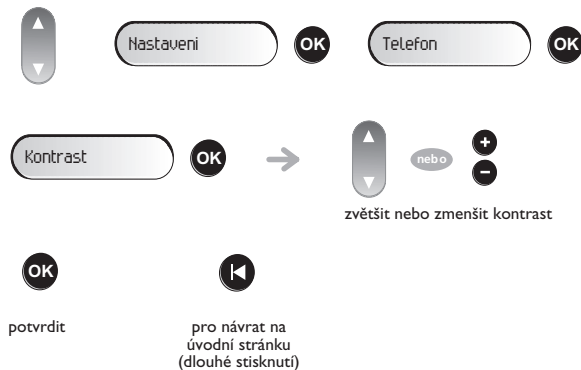 Nastaveni OK Telefon OK
Kontrast OK nebo + −
zvětšit nebo zmenšit kontrast
OK
potvrdit
pro návrat na
úvodní stránku
(dlouhé stisknutí)